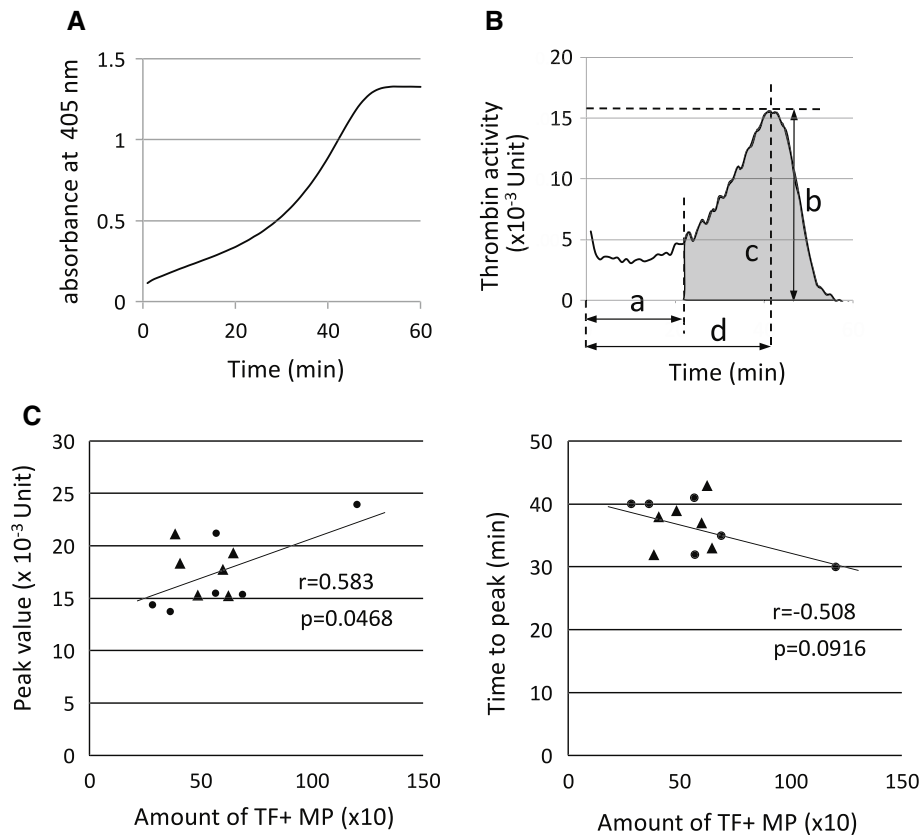 A
absorbance at 405 nm
1.5
1
0.5
0
0 20 40 60
Time (min)
B
Thrombin activity
(x10-3 Unit)
20
15
10
5
0
a
b
c
d
Time (min)
C
Peak value (x 10-3 Unit)
30
25
20
15
10
5
0
r=0.583
p=0.0468
0 50 100 150
Amount of TF+ MP (x10)
Time to peak (min)
50
40
30
20
10
0
r=-0.508
p=0.0916
0 50 100 150
Amount of TF+ MP (x10)